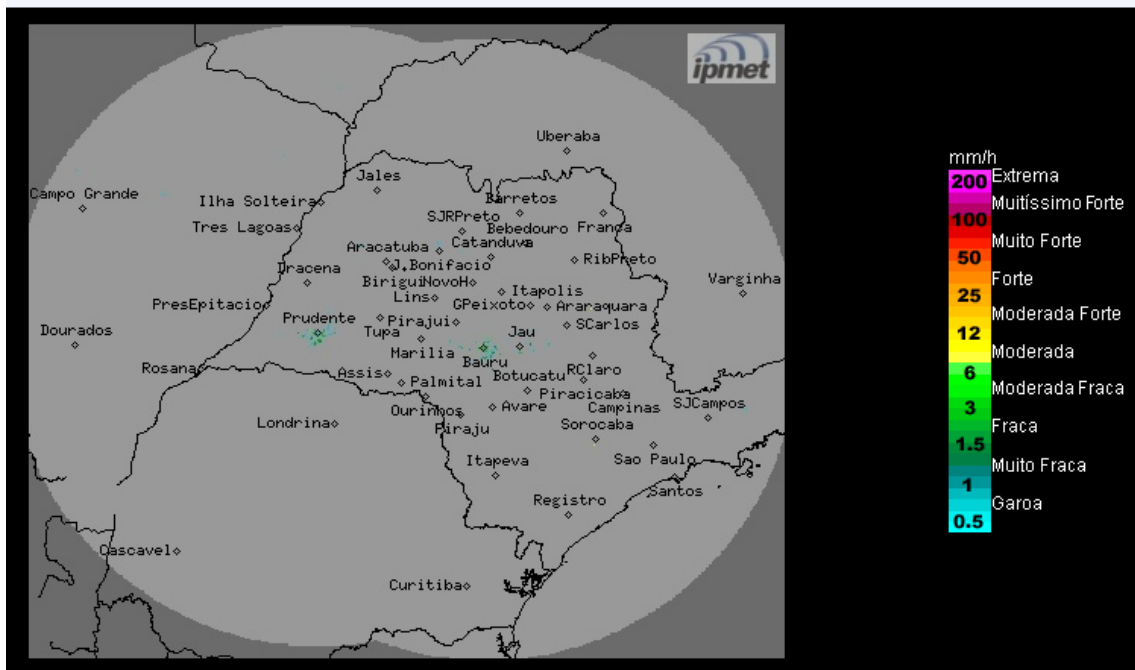 ipmet
Uberaba
Campo Grande
Jales
Ilha Solteira
Barretos
SJRPreto
Tres Lagoas
Bebedouro
Franca
Aracatuba
Catanduva
Dracena
J.Bonifacio
RibPreto
Birigui
NovoH
Varginha
Lins
Itapolis
PresEpitacio
GPeixoto
Araraquara
Dourados
Prudente
Tupa
Pirajui
Jau
SCarlos
Marilia
Bauru
Rosana
Assis
Palmital
Botucatu
RClaro
Piracicaba
Ourinhos
Avare
Campinas
SJCampos
Londrina
Piraju
Sorocaba
Itapeva
Sao Paulo
Santos
Registro
Cascavel
Curitiba
mm/h
200 Extrema
Muitíssimo Forte
100
Muito Forte
50
Forte
25
Moderada Forte
12
Moderada
6
Moderada Fraca
3
Fraca
1.5
Muito Fraca
1
Garoa
0.5